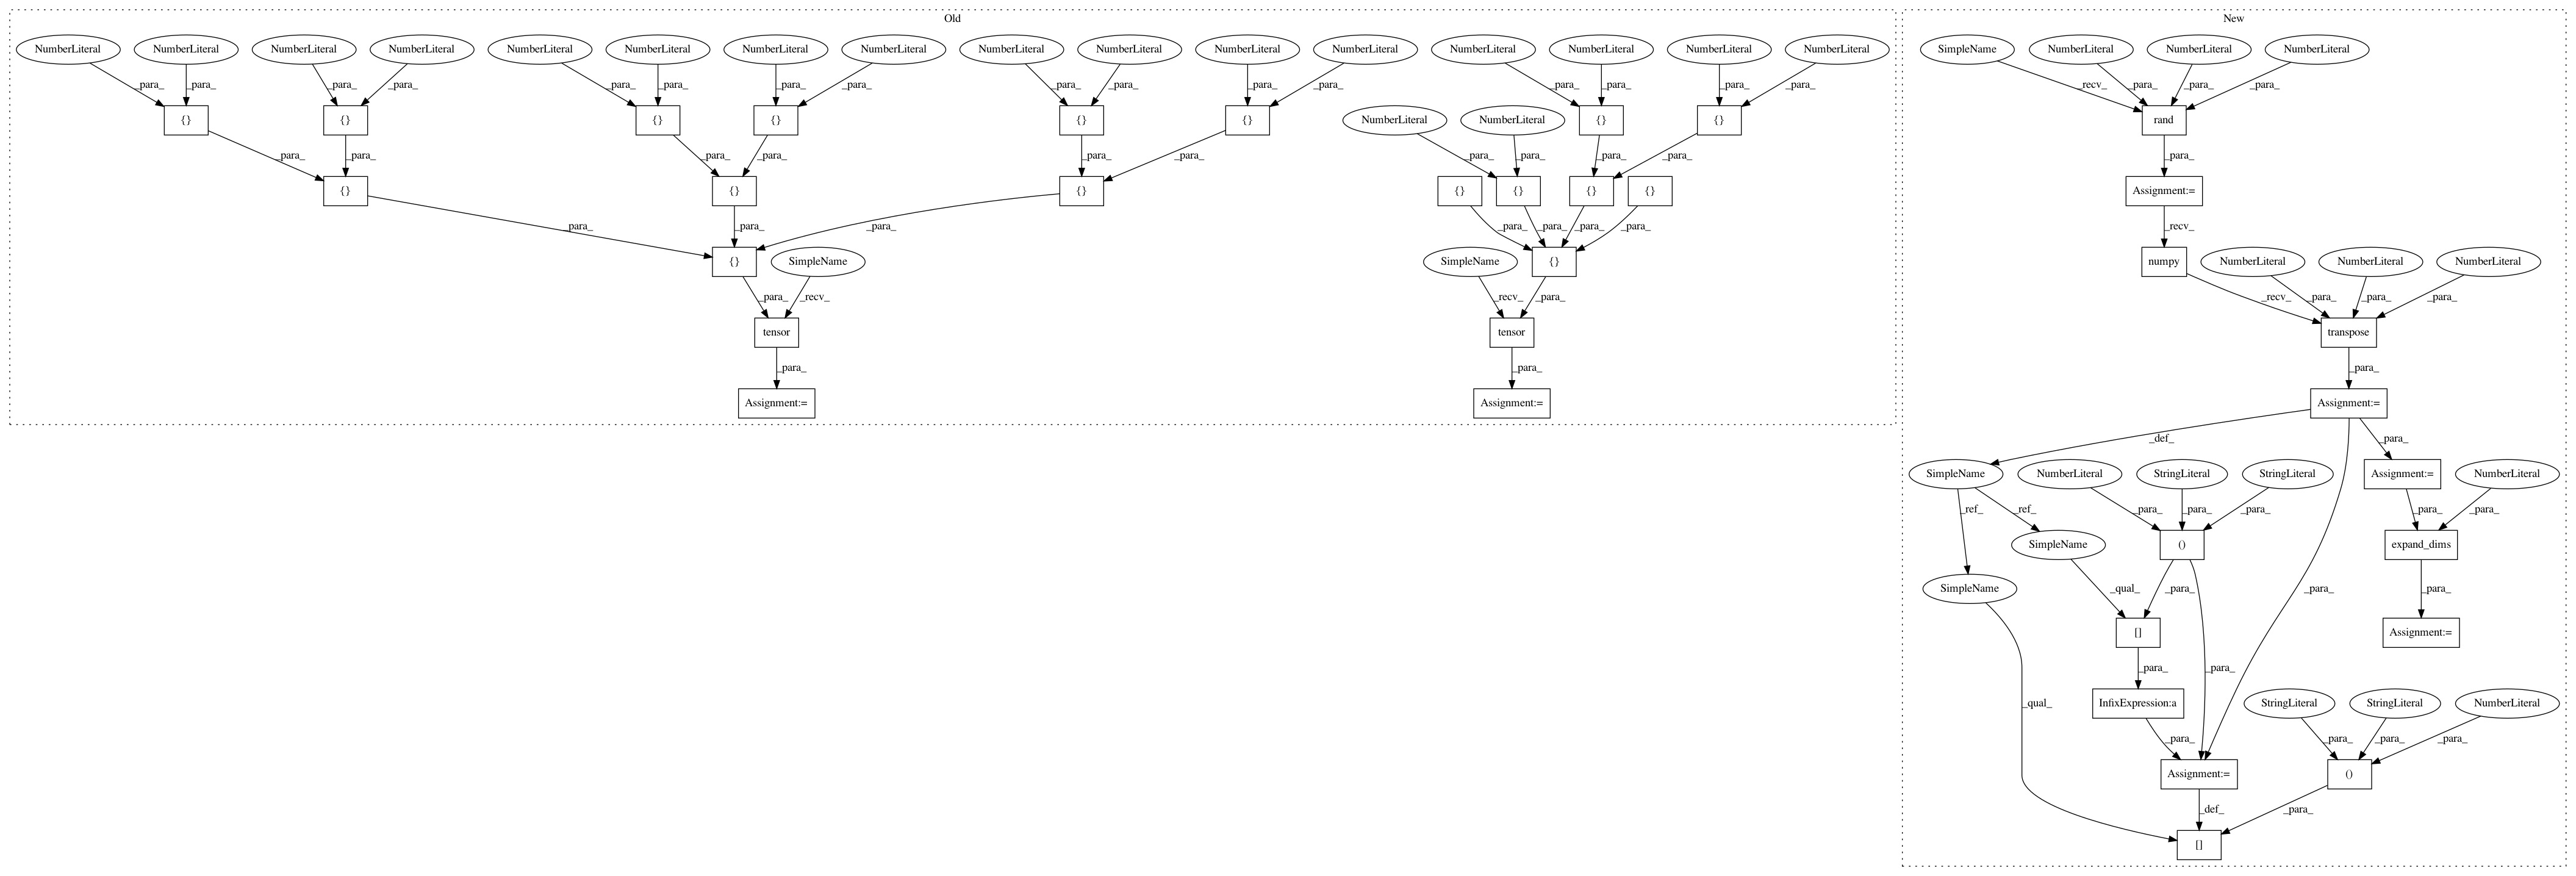 Old New
NumberLiteral NumberLiteral NumberLiteral NumberLiteral NumberLiteral NumberLiteral NumberLiteral NumberLiteral NumberLiteral NumberLiteral NumberLiteral NumberLiteral NumberLiteral NumberLiteral NumberLiteral NumberLiteral SimpleName NumberLiteral NumberLiteral NumberLiteral
_para_ _para_ _para_ _para_ _para_ _para_ _para_ _para_ _para_ _para_ _para_ _para_ _para_ _para_ _para_ _para_ _recv_ _para_ _para_ _para_
{} {} {} {} {} {} NumberLiteral NumberLiteral {} {} rand
_para_ _para_ _para_ _para_ _para_ _para_ _para_ _para_ _para_ _para_ _para_
{} {} {} {} {} {} {} Assignment:=
_para_ _para_ _para_ _para_ _para_ _para_ _para_ _recv_
{} SimpleName SimpleName {} numpy NumberLiteral NumberLiteral NumberLiteral
_para_ _recv_ _recv_ _para_ _recv_ _para_ _para_ _para_
tensor tensor transpose
_para_ _para_ _para_
Assignment:= Assignment:= Assignment:=
_def_ _para_
SimpleName NumberLiteral StringLiteral StringLiteral Assignment:= NumberLiteral
_ref_ _ref_ _para_ _para_ _para_ _para_ _para_
SimpleName () expand_dims
SimpleName _qual_ _para_ _para_ _para_
[] Assignment:=
_para_ _para_
_qual_ InfixExpression:a StringLiteral StringLiteral NumberLiteral
_para_ _para_ _para_ _para_
Assignment:= ()
_def_ _para_
[]